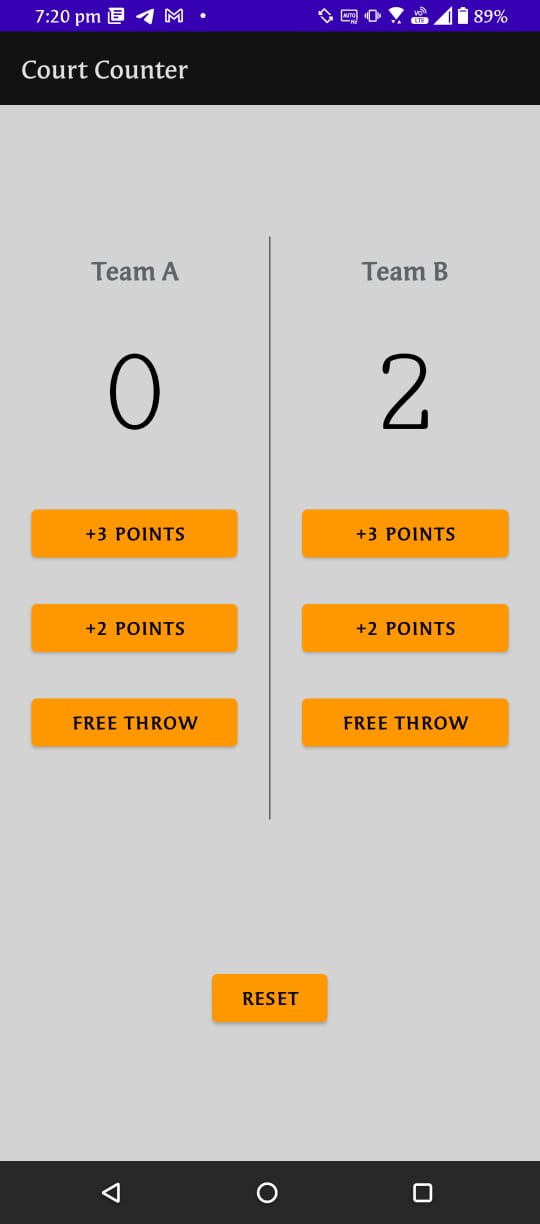 7:20 pm 89%
Court Counter
Team A Team B
0 2
+3 POINTS +3 POINTS
+2 POINTS +2 POINTS
FREE THROW FREE THROW
RESET